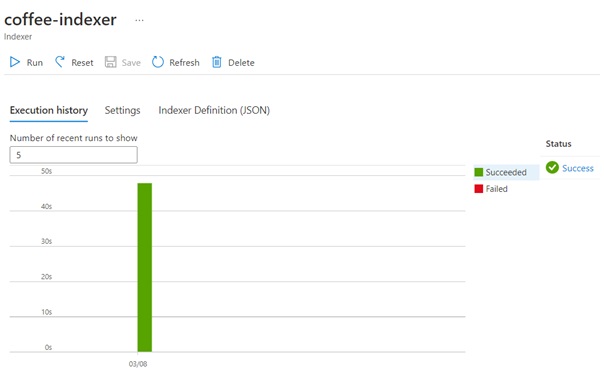 coffee-indexer ...
Indexer
Run Reset Save Refresh Delete
Execution history Settings Indexer Definition (JSON)
Number of recent runs to show
5
Status
Success
Succeeded
Failed
50s
40s
30s
20s
10s
0s
03/08